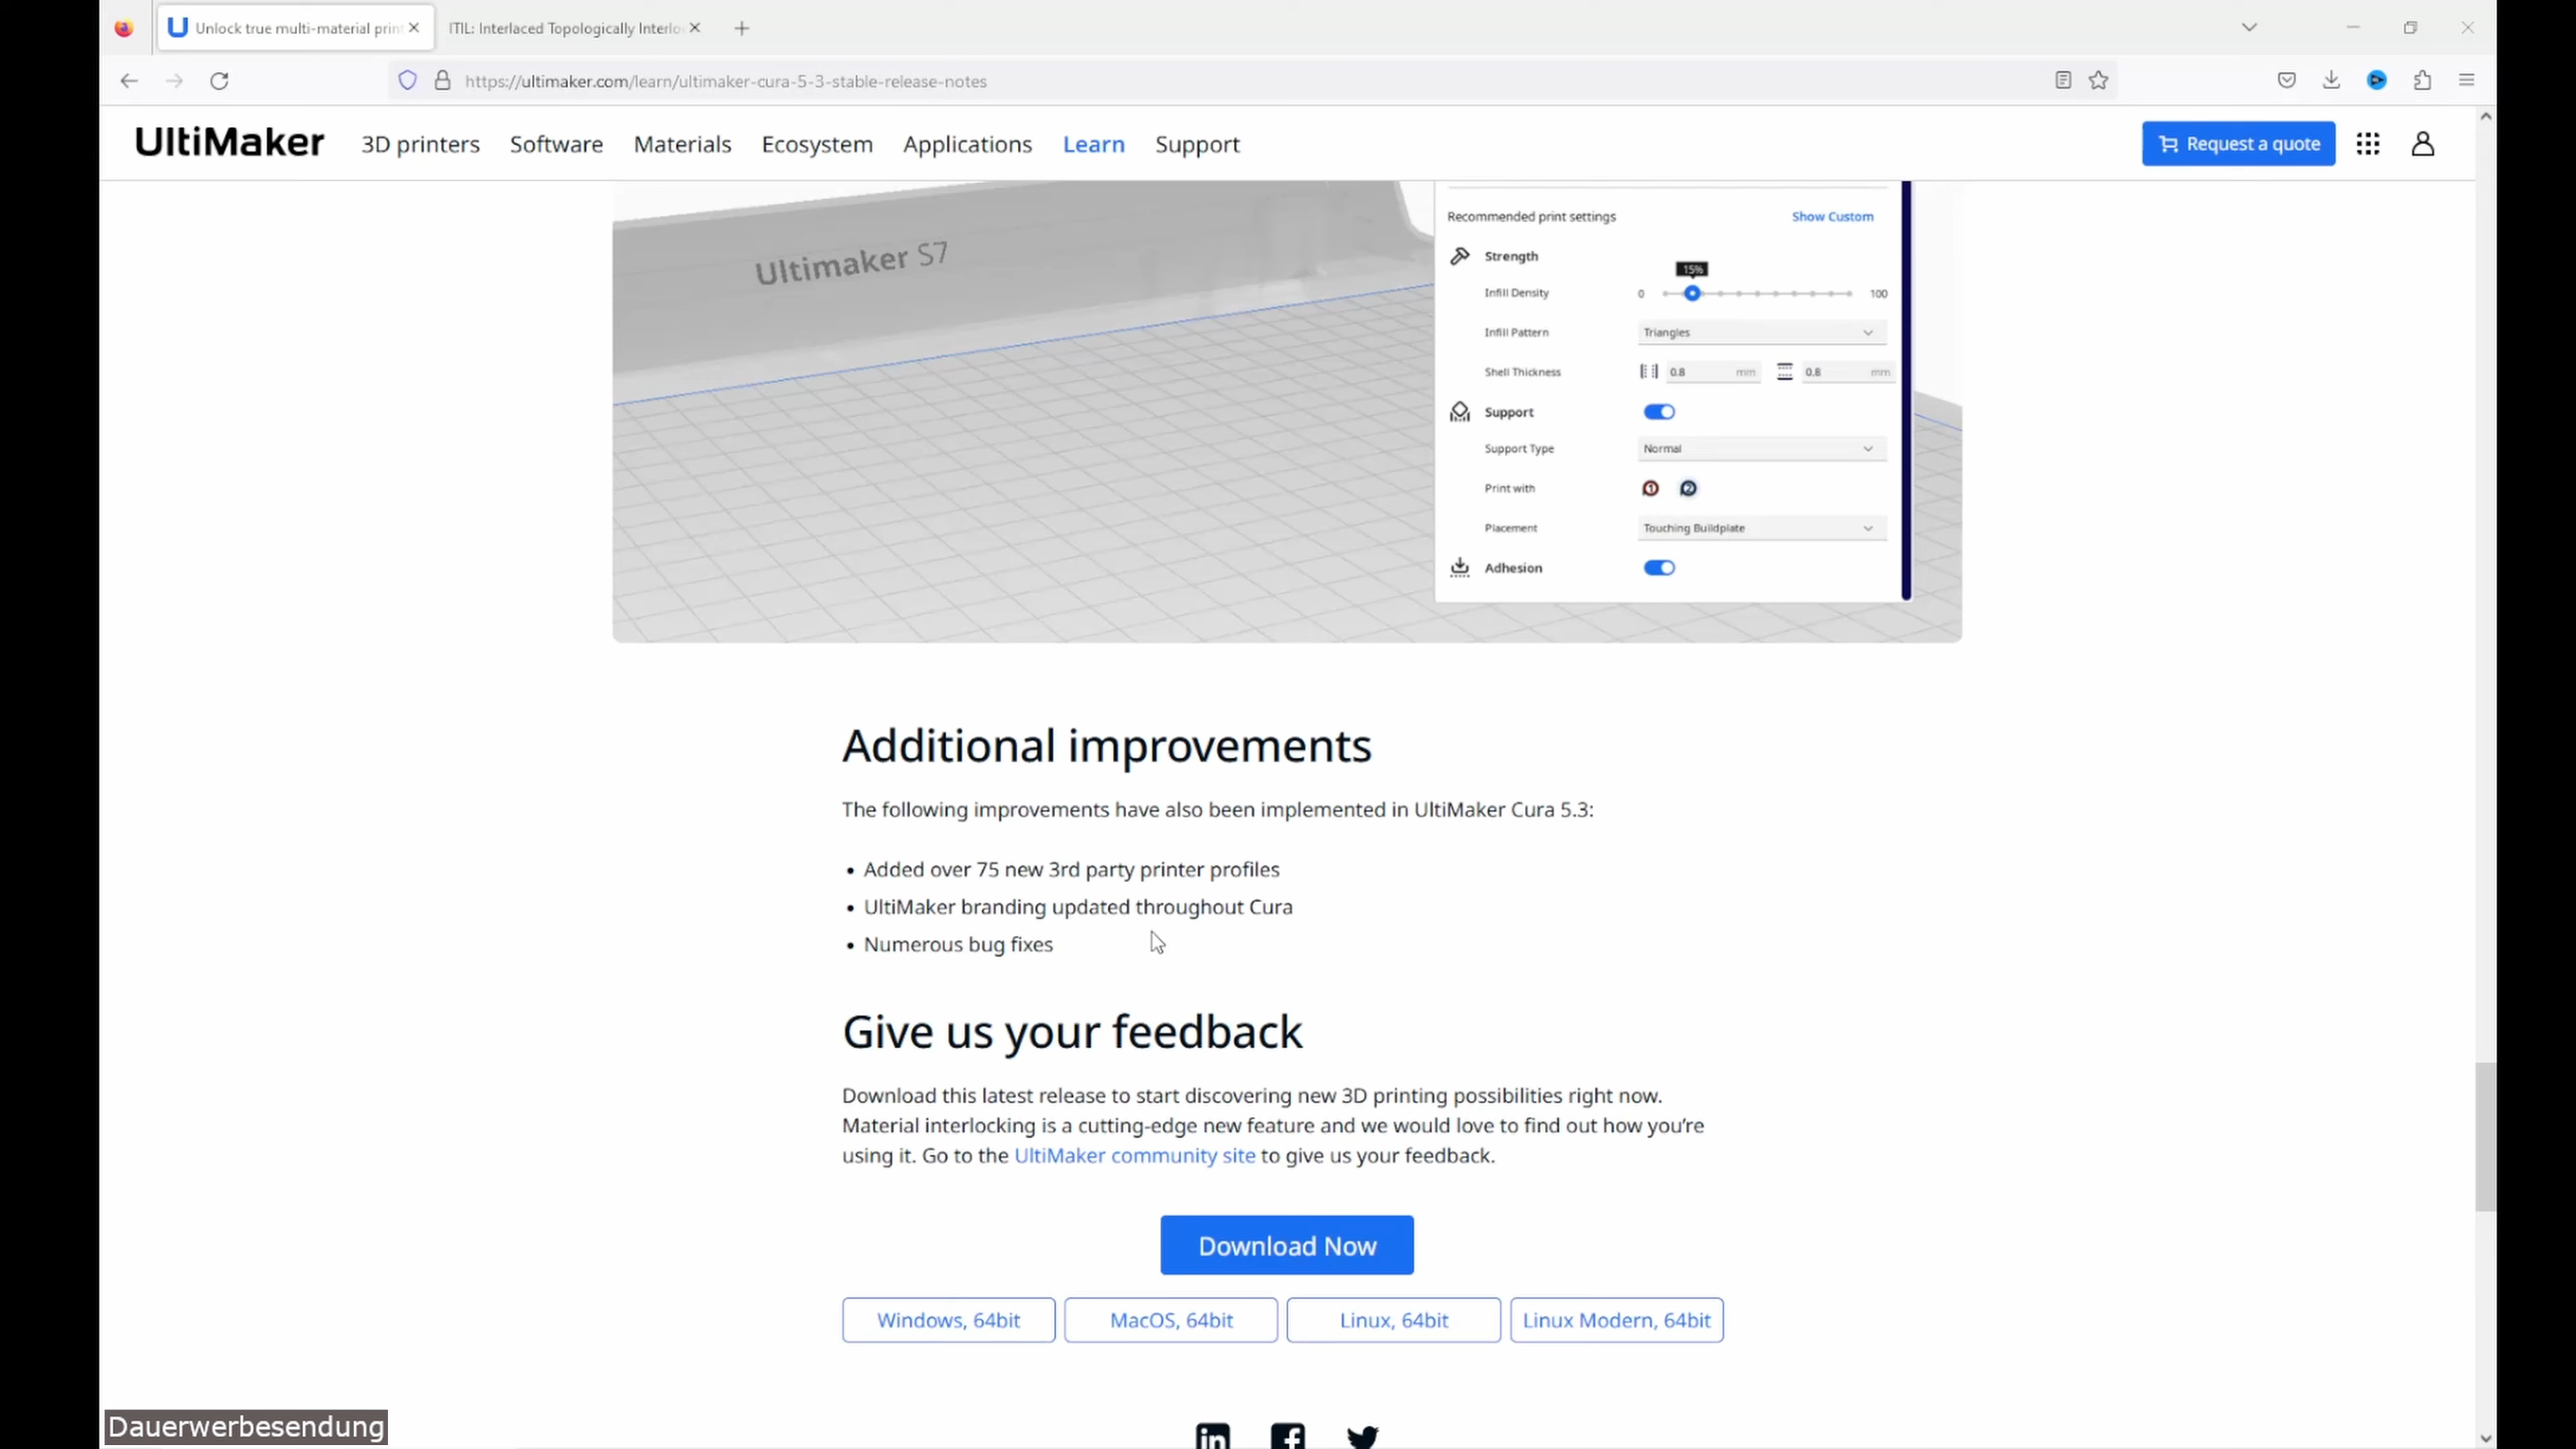 Unlock true multi-material print
ITIL: Interlaced Topologically Interlo
https://ultimaker.com/learn/ultimaker-cura-5-3-stable-release-notes
UltiMaker
3D printers
Software
Materials
Ecosystem
Applications
Learn
Support
Request a quote
Ultimaker S7
Recommended print settings
Show Custom
Strength
15%
Infill Density
0
100
Infill Pattern
Triangles
Shell Thickness
0.8 mm
0.8 mm
Support
Support Type
Normal
Print with
1
2
Placement
Touching Buildplate
Adhesion
Additional improvements
The following improvements have also been implemented in UltiMaker Cura 5.3:
• Added over 75 new 3rd party printer profiles
• UltiMaker branding updated throughout Cura
• Numerous bug fixes
Give us your feedback
Download this latest release to start discovering new 3D printing possibilities right now.
Material interlocking is a cutting-edge new feature and we would love to find out how you’re
using it. Go to the UltiMaker community site to give us your feedback.
Download Now
Windows, 64bit
MacOS, 64bit
Linux, 64bit
Linux Modern, 64bit
Dauerwerbesendung
in